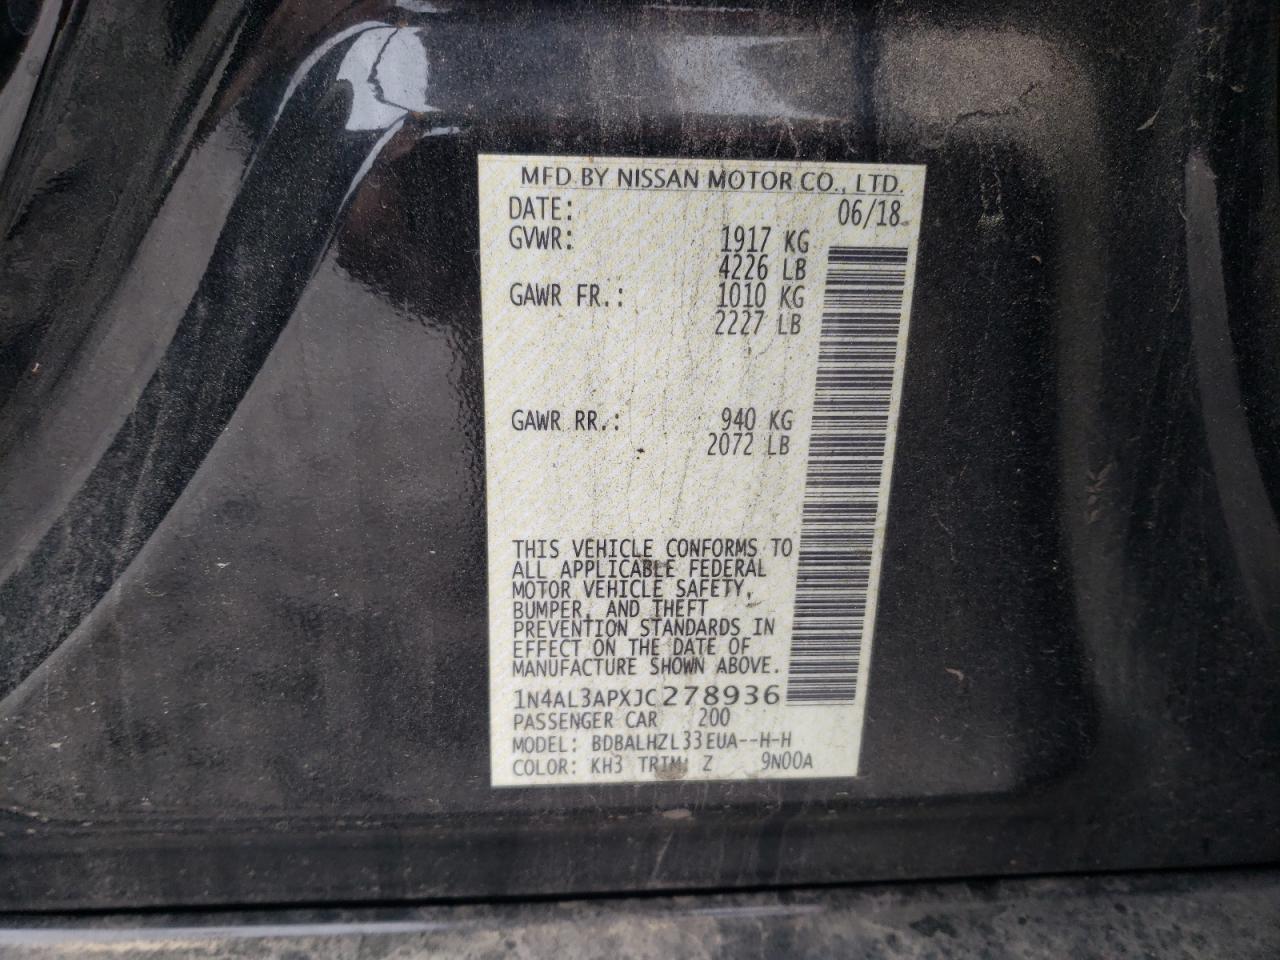 MFD BY NISSAN MOTOR CO., LTD.
DATE: 06/18
GVWR: 1917 KG
4226 LB
GAWR FR.: 1010 KG
2227 LB
GAWR RR.: 940 KG
2072 LB
THIS VEHICLE CONFORMS TO
ALL APPLICABLE FEDERAL
MOTOR VEHICLE SAFETY,
BUMPER, AND THEFT
PREVENTION STANDARDS IN
EFFECT ON THE DATE OF
MANUFACTURE SHOWN ABOVE.
1N4AL3APXJC278936
PASSENGER CAR 200
MODEL: BDBALHZL33EUA--H-H
COLOR: KH3 TRIM: Z 9N00A